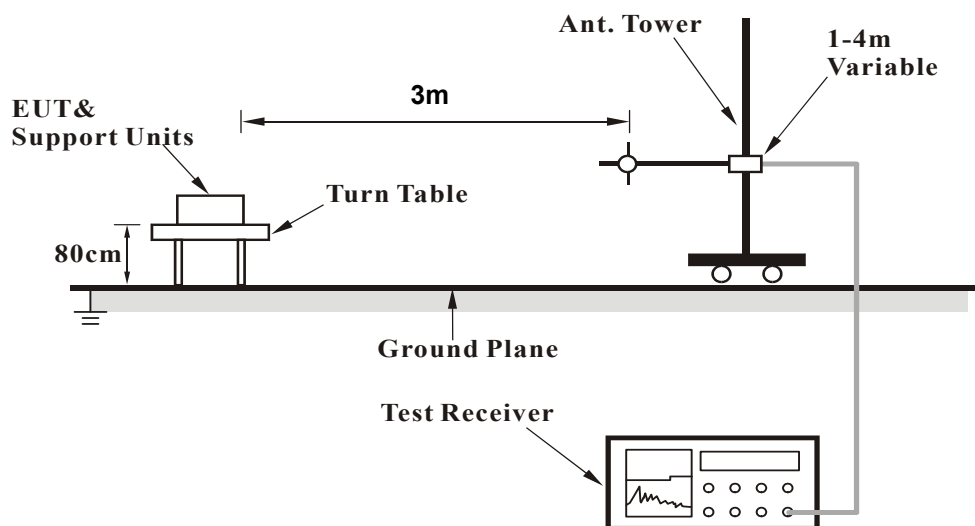 Ant. Tower
1-4m
Variable
3m
EUT&
Support Units
Turn Table
80cm
Ground Plane
Test Receiver